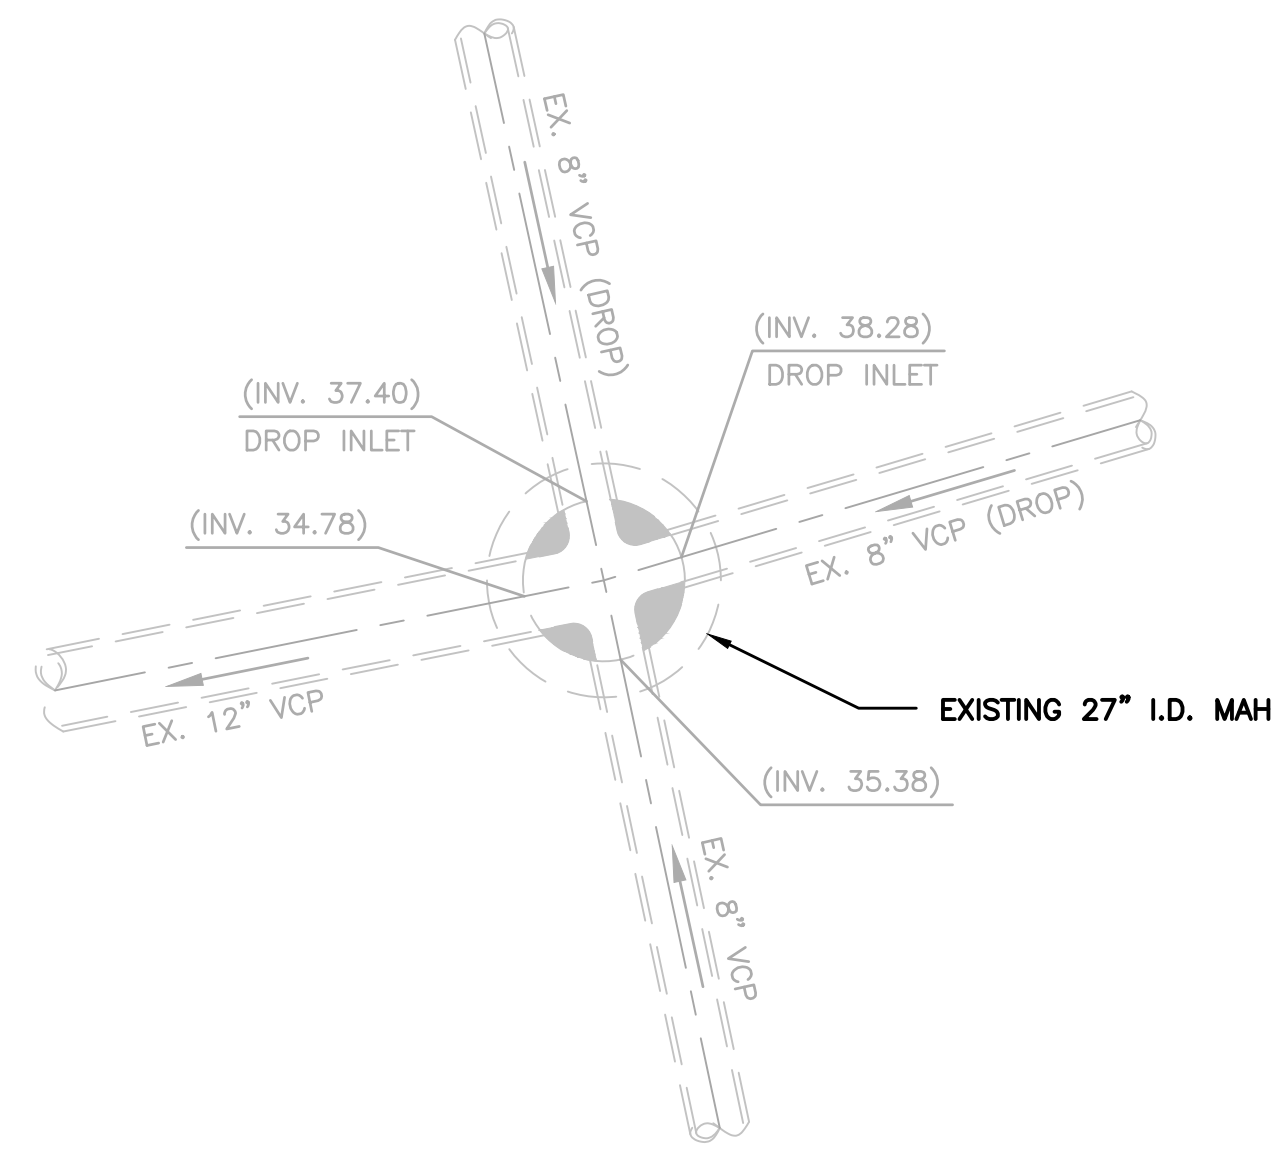 EX. 8" VCP (DROP)
(INV. 38.28)
DROP INLET
(INV. 37.40)
DROP INLET
(INV. 34.78)
EX. 8" VCP (DROP)
EX. 12" VCP
EXISTING 27" I.D. MAH
(INV. 35.38)
EX. 8" VCP